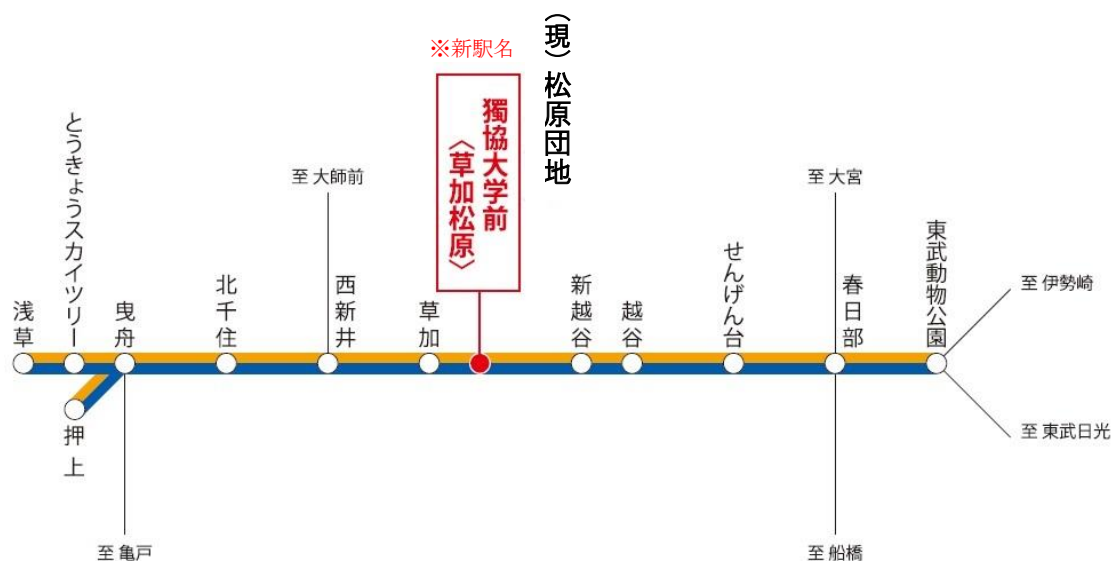 ※新駅名
(現)松原団地
獨協大学前
〈草加松原〉
至 大師前
至 大宮
浅草
とうきょうスカイツリー
曳舟
北千住
西新井
草加
新越谷
越谷
せんげん台
春日部
東武動物公園
至 伊勢崎
至 東武日光
押上
至 亀戸
至 船橋